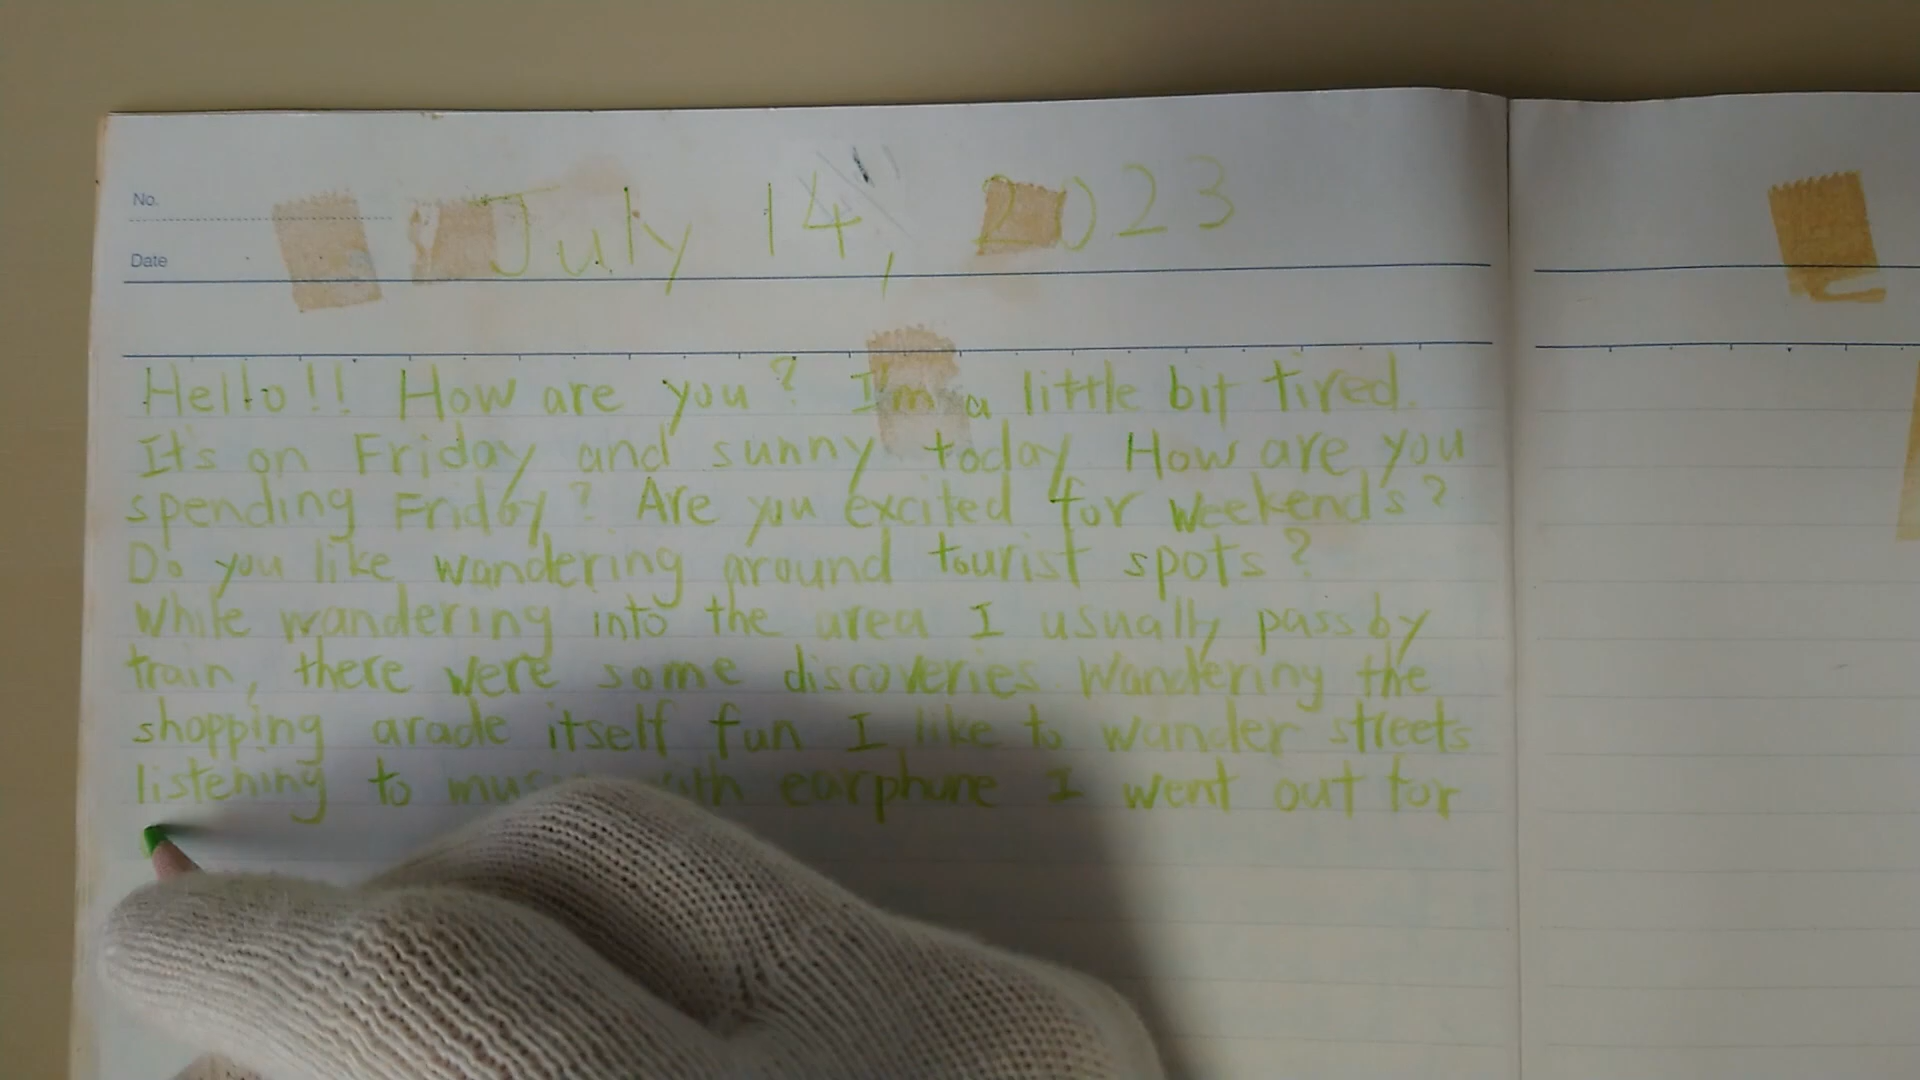 No.
July 14, 2023
Date
Hello!! How are you? I'm a little bit tired.
It's on Friday and sunny today How are you
spending Friday? Are you excited for weekends?
Do you like wandering around tourist spots?
While wandering into the area I usually pass by
train, there were some discoveries. Wandering the
shopping arade itself fun I like to wander streets
listening to with earphone I went out for